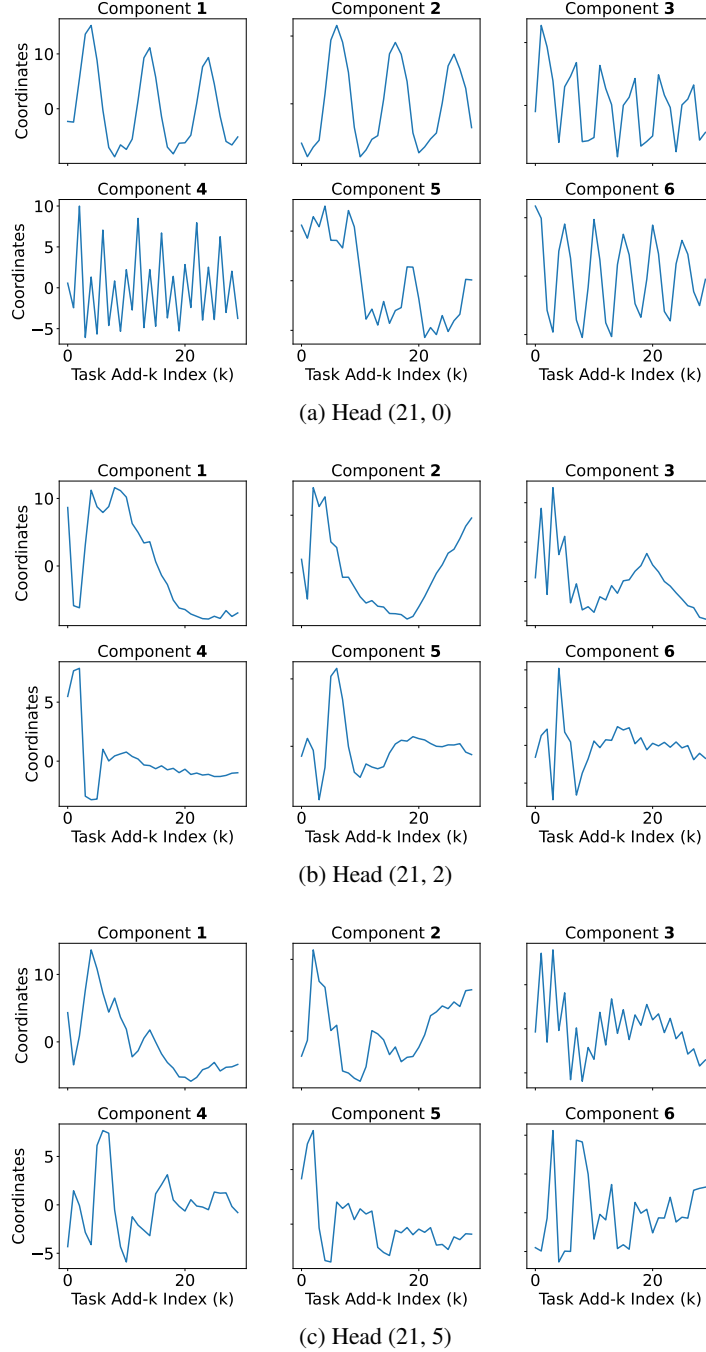 Component 1
Component 2
Component 3
10
0
Coordinates
Component 4
Component 5
Component 6
10
5
0
−5
Coordinates
0
20
0
20
0
20
Task Add-k Index (k)
Task Add-k Index (k)
Task Add-k Index (k)
(a) Head (21, 0)
Component 1
Component 2
Component 3
10
0
Coordinates
Component 4
Component 5
Component 6
5
0
Coordinates
0
20
0
20
0
20
Task Add-k Index (k)
Task Add-k Index (k)
Task Add-k Index (k)
(b) Head (21, 2)
Component 1
Component 2
Component 3
10
0
Coordinates
Component 4
Component 5
Component 6
5
0
−5
Coordinates
0
20
0
20
0
20
Task Add-k Index (k)
Task Add-k Index (k)
Task Add-k Index (k)
(c) Head (21, 5)